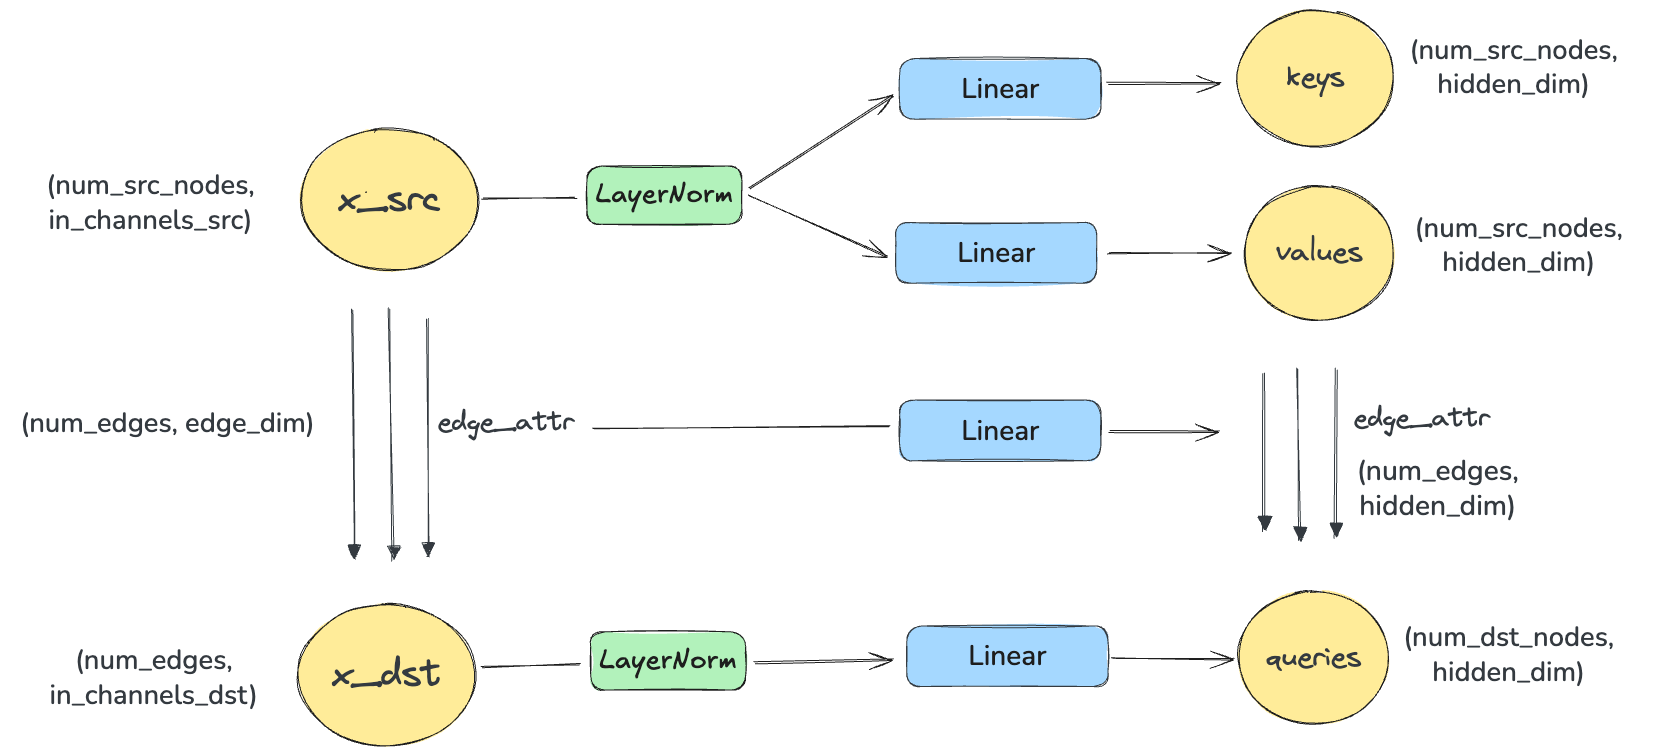 (num_src_nodes,
in_channels_src)
x_src
LayerNorm
Linear
keys
(num_src_nodes,
hidden_dim)
Linear
values
(num_src_nodes,
hidden_dim)
(num_edges, edge_dim)
edge_attr
Linear
edge_attr
(num_edges,
hidden_dim)
(num_edges,
in_channels_dst)
x_dst
LayerNorm
Linear
queries
(num_dst_nodes,
hidden_dim)